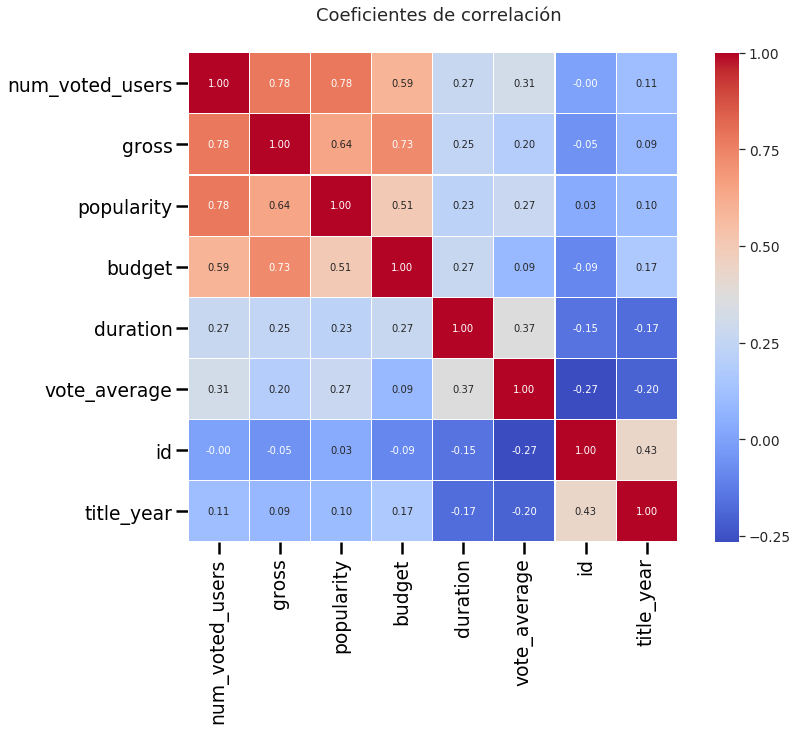 Coeficientes de correlación
num_voted_users 1.00 0.78 0.78 0.59 0.27 0.31 -0.00 0.11
gross 0.78 1.00 0.64 0.73 0.25 0.20 -0.05 0.09
popularity 0.78 0.64 1.00 0.51 0.23 0.27 0.03 0.10
budget 0.59 0.73 0.51 1.00 0.27 0.09 -0.09 0.17
duration 0.27 0.25 0.23 0.27 1.00 0.37 -0.15 -0.17
vote_average 0.31 0.20 0.27 0.09 0.37 1.00 -0.27 -0.20
id -0.00 -0.05 0.03 -0.09 -0.15 -0.27 1.00 0.43
title_year 0.11 0.09 0.10 0.17 -0.17 -0.20 0.43 1.00
num_voted_users
gross
popularity
budget
duration
vote_average
id
title_year
1.00
0.75
0.50
0.25
0.00
−0.25